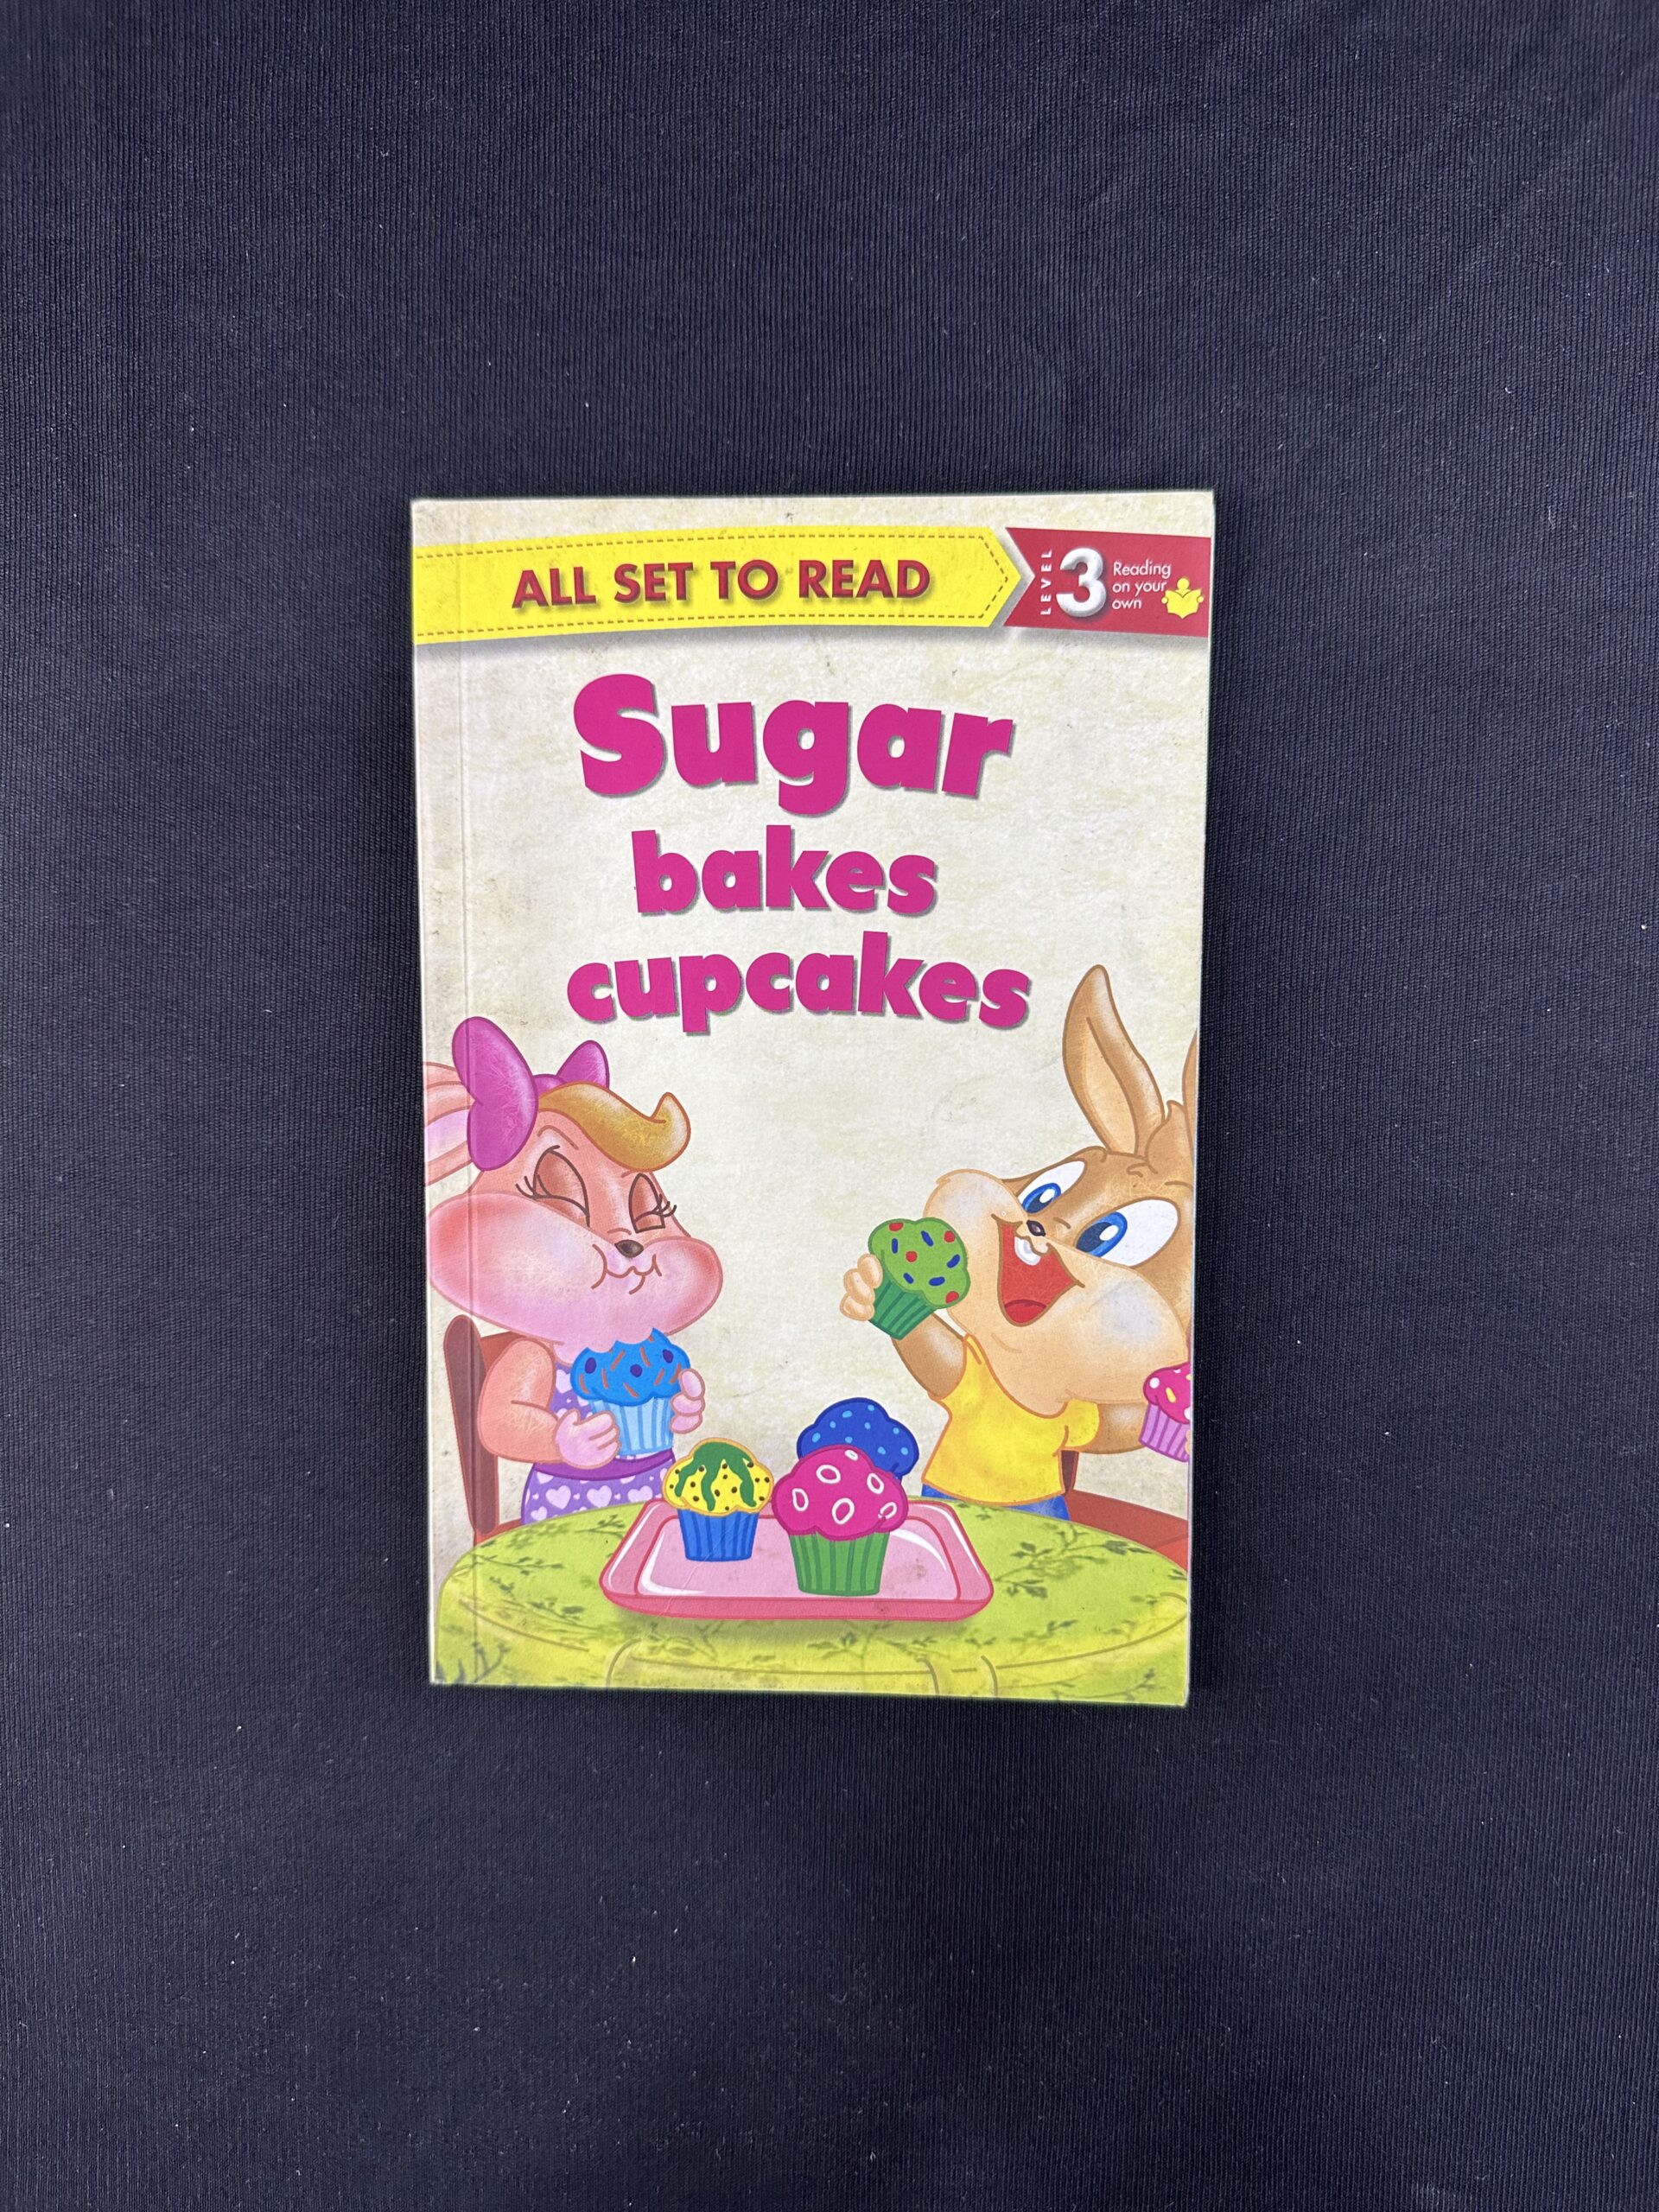 ALL SET TO READ
LEVEL
3
Reading
on your
own
Sugar
bakes
cupcakes